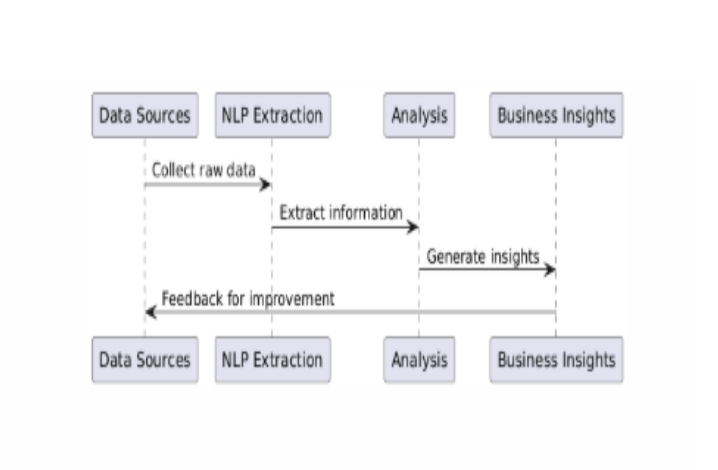 Data Sources NLP Extraction Analysis Business Insights
Collect raw data
Extract information
Generate insights
Feedback for improvement
Data Sources NLP Extraction Analysis Business Insights